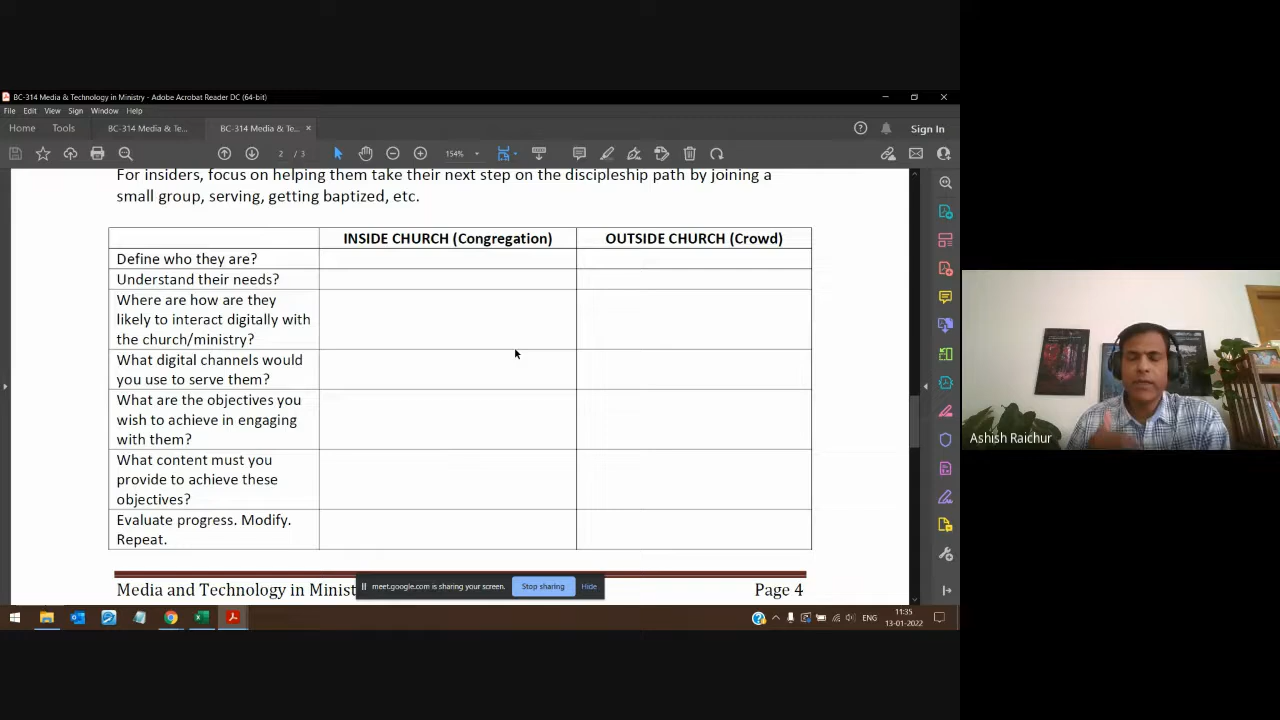 BC-314 Media & Technology in Ministry - Adobe Acrobat Reader DC (64-bit)
File Edit View Sign Window Help
Home Tools BC-314 Media & Te... BC-314 Media & Te... × Sign In
2 / 3 154%
For insiders, focus on helping them take their next step on the discipleship path by joining a
small group, serving, getting baptized, etc.
INSIDE CHURCH (Congregation) OUTSIDE CHURCH (Crowd)
Define who they are?
Understand their needs?
Where are how are they
likely to interact digitally with
the church/ministry?
What digital channels would
you use to serve them?
What are the objectives you
wish to achieve in engaging
with them?
What content must you
provide to achieve these
objectives?
Evaluate progress. Modify.
Repeat.
Media and Technology in Minist
Page 4
meet.google.com is sharing your screen. Stop sharing Hide
ENG 11:35
13-01-2022
Ashish Raichur